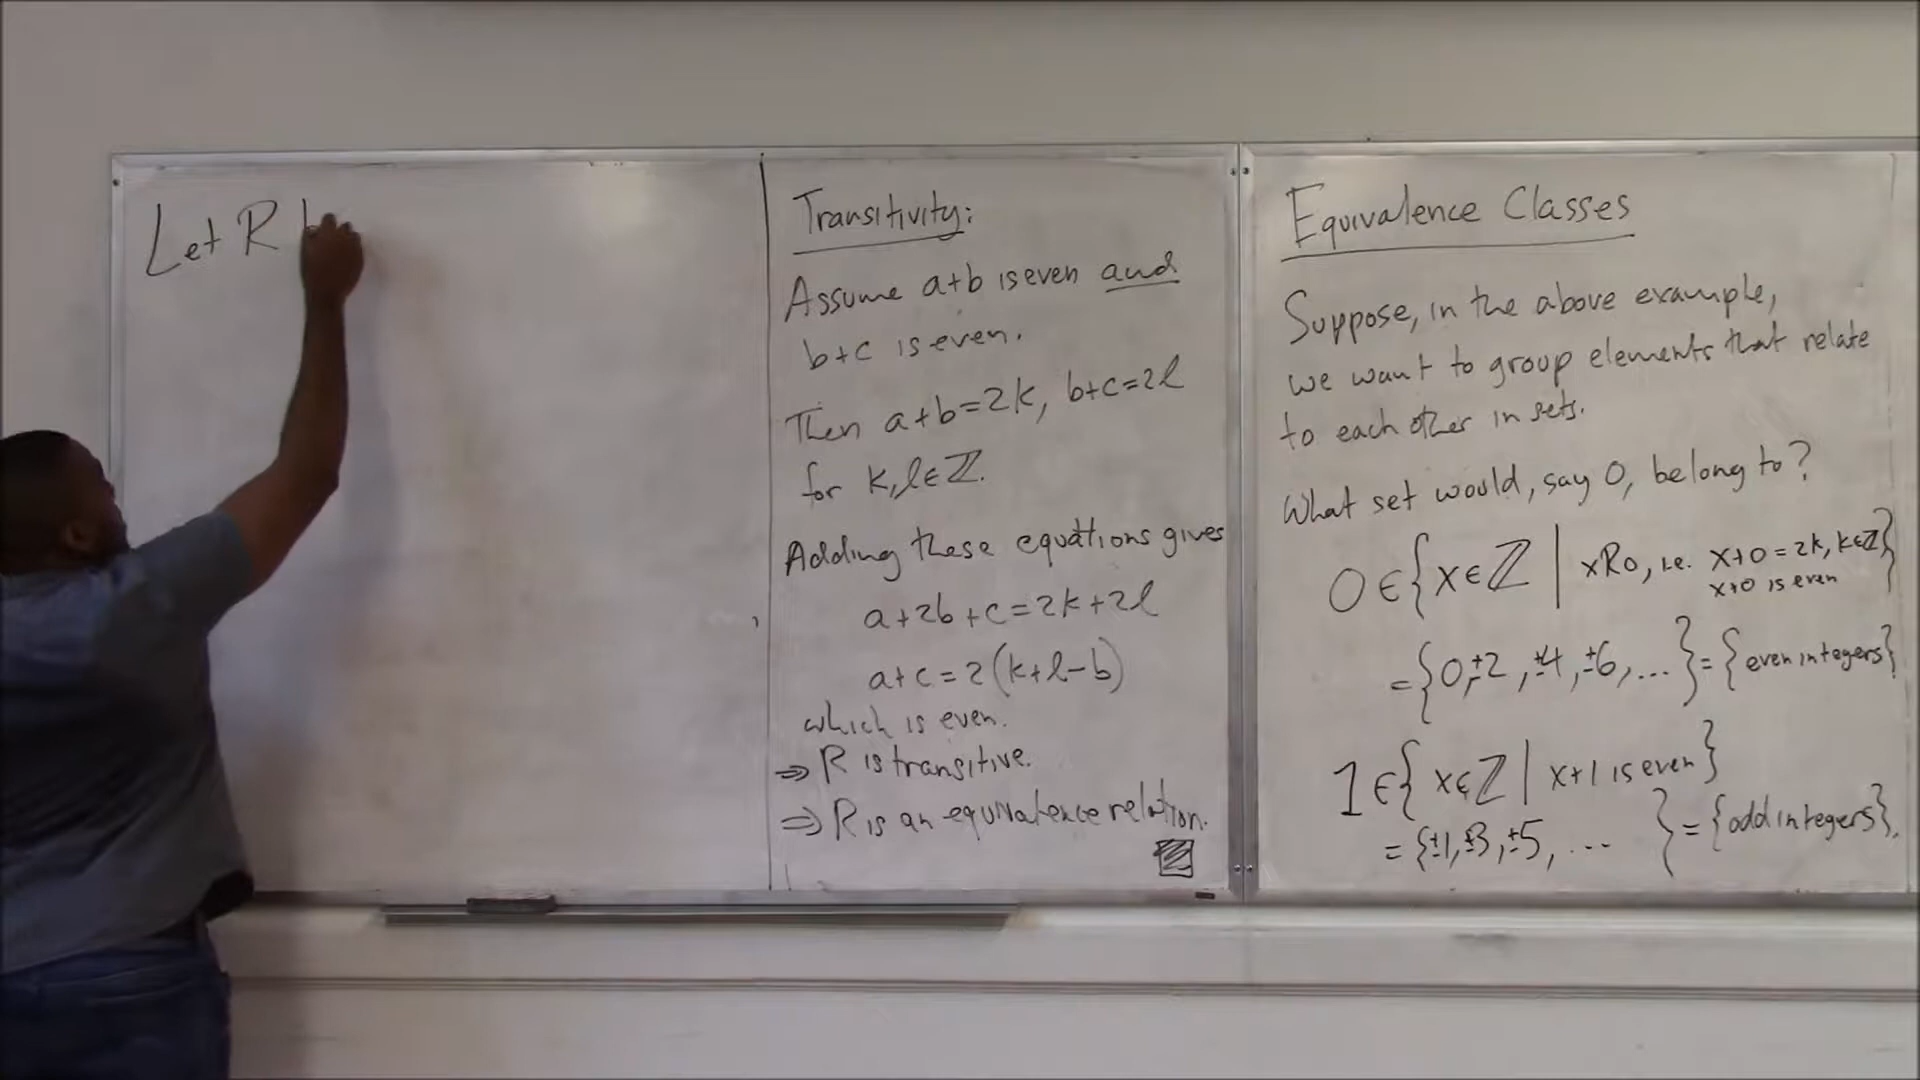 Let R b
Transitivity:
Assume a+b is even and
b+c is even.
Then a+b=2k, b+c=2l
for k,l∈ℤ.
Adding these equations gives
a+2b+c=2k+2l
a+c=2(k+l-b)
which is even.
⇒ R is transitive.
⇒ R is an equivalence relation.
Equivalence Classes
Suppose, in the above example,
we want to group elements that relate
to each other in sets.
What set would, say 0, belong to?
0∈{x∈ℤ | xR0, i.e. x+0=2k, k∈ℤ}
x+0 is even
={0,±2,±4,±6,...}={even integers}
1∈{x∈ℤ | x+1 is even}
={±1,±3,±5,... }={odd integers}.